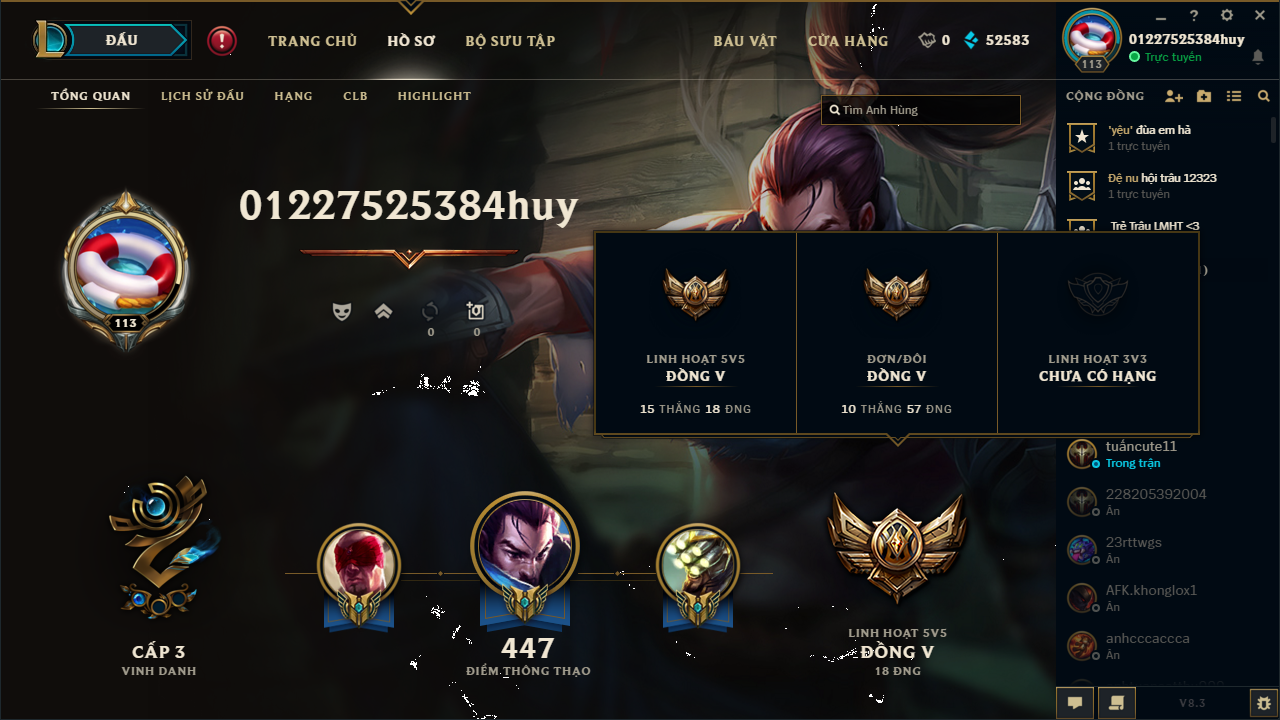 ĐẤU
TRANG CHỦ
HỒ SƠ
BỘ SƯU TẬP
BÁU VẬT
CỬA HÀNG
0
52583
01227525384huy
Trực tuyến
113
TỔNG QUAN
LỊCH SỬ ĐẤU
HẠNG
CLB
HIGHLIGHT
Tìm Anh Hùng
CỘNG ĐỒNG
'yệu' đùa em hả
1 trực tuyến
Đệ nu hội trâu 12323
1 trực tuyến
Trẻ Trâu LMHT <3
01227525384huy
113
0
0
LINH HOẠT 5V5
ĐỒNG V
15 THẮNG 18 ĐNG
ĐƠN/ĐÔI
ĐỒNG V
10 THẮNG 57 ĐNG
LINH HOẠT 3V3
CHƯA CÓ HẠNG
tuấncute11
Trong trận
228205392004
Ẩn
23rttwgs
Ẩn
AFK.khonglox1
Ẩn
anhcccaccca
Ẩn
CẤP 3
VINH DANH
447
ĐIỂM THÔNG THẠO
LINH HOẠT 5V5
ĐỒNG V
18 ĐNG
V8.3